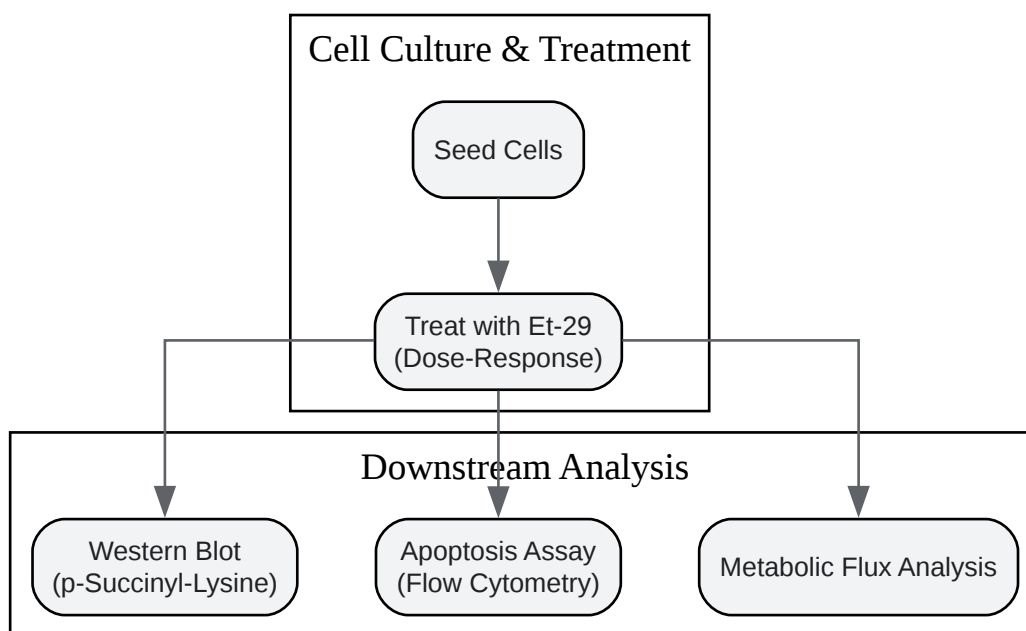 Cell Culture & Treatment
Seed Cells
Treat with Et-29
(Dose-Response)
Downstream Analysis
Western Blot
(p-Succinyl-Lysine)
Apoptosis Assay
(Flow Cytometry)
Metabolic Flux Analysis